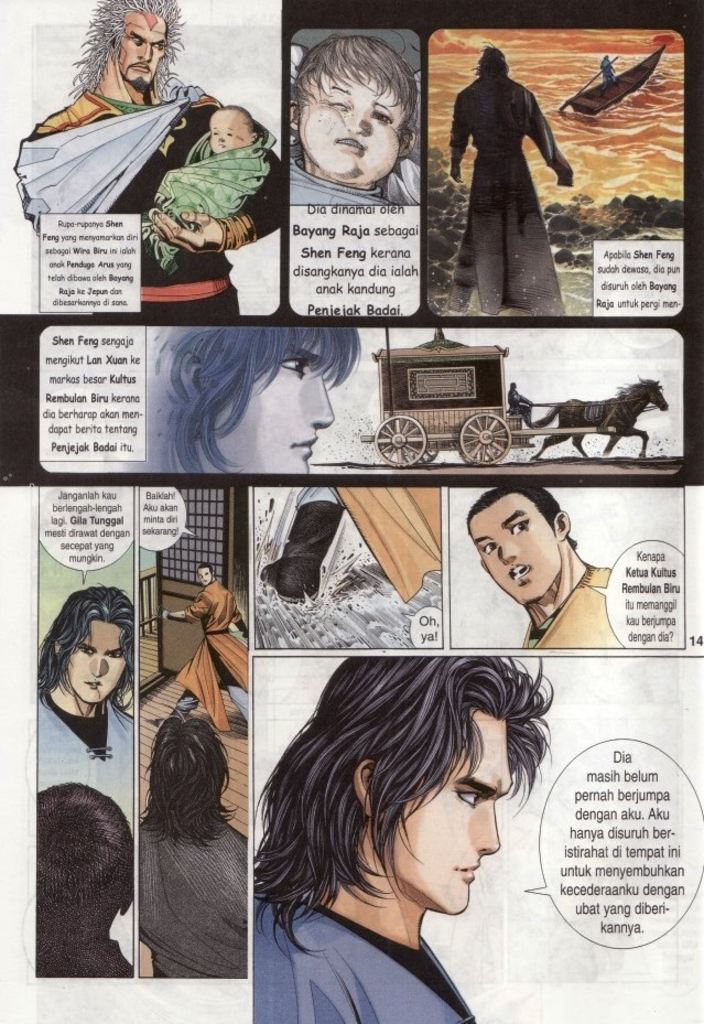 Rupa-rupanya Shen
Feng yang menyamarkan diri
sebagai Wira Biru ini ialah
anak Penduga Arus yang
telah dibawa oleh Bayang
Raja ke Jepun dan
dibesarkannya di sana.
Dia dinamai oleh
Bayang Raja sebagai
Shen Feng kerana
disangkanya dia ialah
anak kandung
Penjejak Badai.
Apabila Shen Feng
sudah dewasa, dia pun
disuruh oleh Bayang
Raja untuk pergi men-
Shen Feng sengaja
mengikut Lan Xuan ke
markas besar Kultus
Rembulan Biru kerana
dia berharap akan men-
dapat berita tentang
Penjejak Badai itu.
Janganlah kau
berlengah-lengah
lagi. Gila Tunggal
mesti dirawat dengan
secepat yang
mungkin.
Baiklah!
Aku akan
minta diri
sekarang!
Oh,
ya!
Kenapa
Ketua Kultus
Rembulan Biru
itu memanggil
kau berjumpa
dengan dia?
14
Dia
masih belum
pernah berjumpa
dengan aku. Aku
hanya disuruh ber-
istirahat di tempat ini
untuk menyembuhkan
kecederaanku dengan
ubat yang diberi-
kannya.